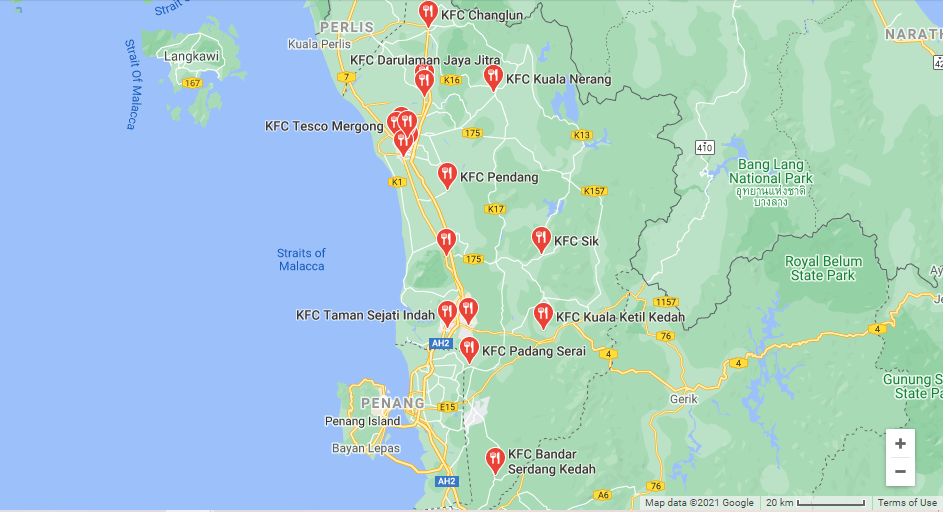 Strait Of
KFC Changlun
PERLIS
Kuala Perlis
NARATH
Strait Of Malacca
Langkawi
KFC Darulaman Jaya Jitra
7
K16
KFC Kuala Nerang
167
42
KFC Tesco Mergong
175
K13
410
Bang Lang
National Park
อุทยานแห่งชาติ
บางลาง
KFC Pendang
K1
K157
K17
KFC Sik
Straits of
Malacca
175
Royal Belum
State Park
1157
KFC Taman Sejati Indah
KFC Kuala Ketil Kedah
4
76
AH2
KFC Padang Serai
4
4
Gunung S
State Pa
Gerik
PENANG
E15
Penang Island
Bayan Lepas
KFC Bandar
Serdang Kedah
AH2
76
A6
+
−
Map data ©2021 Google
20 km
Terms of Use